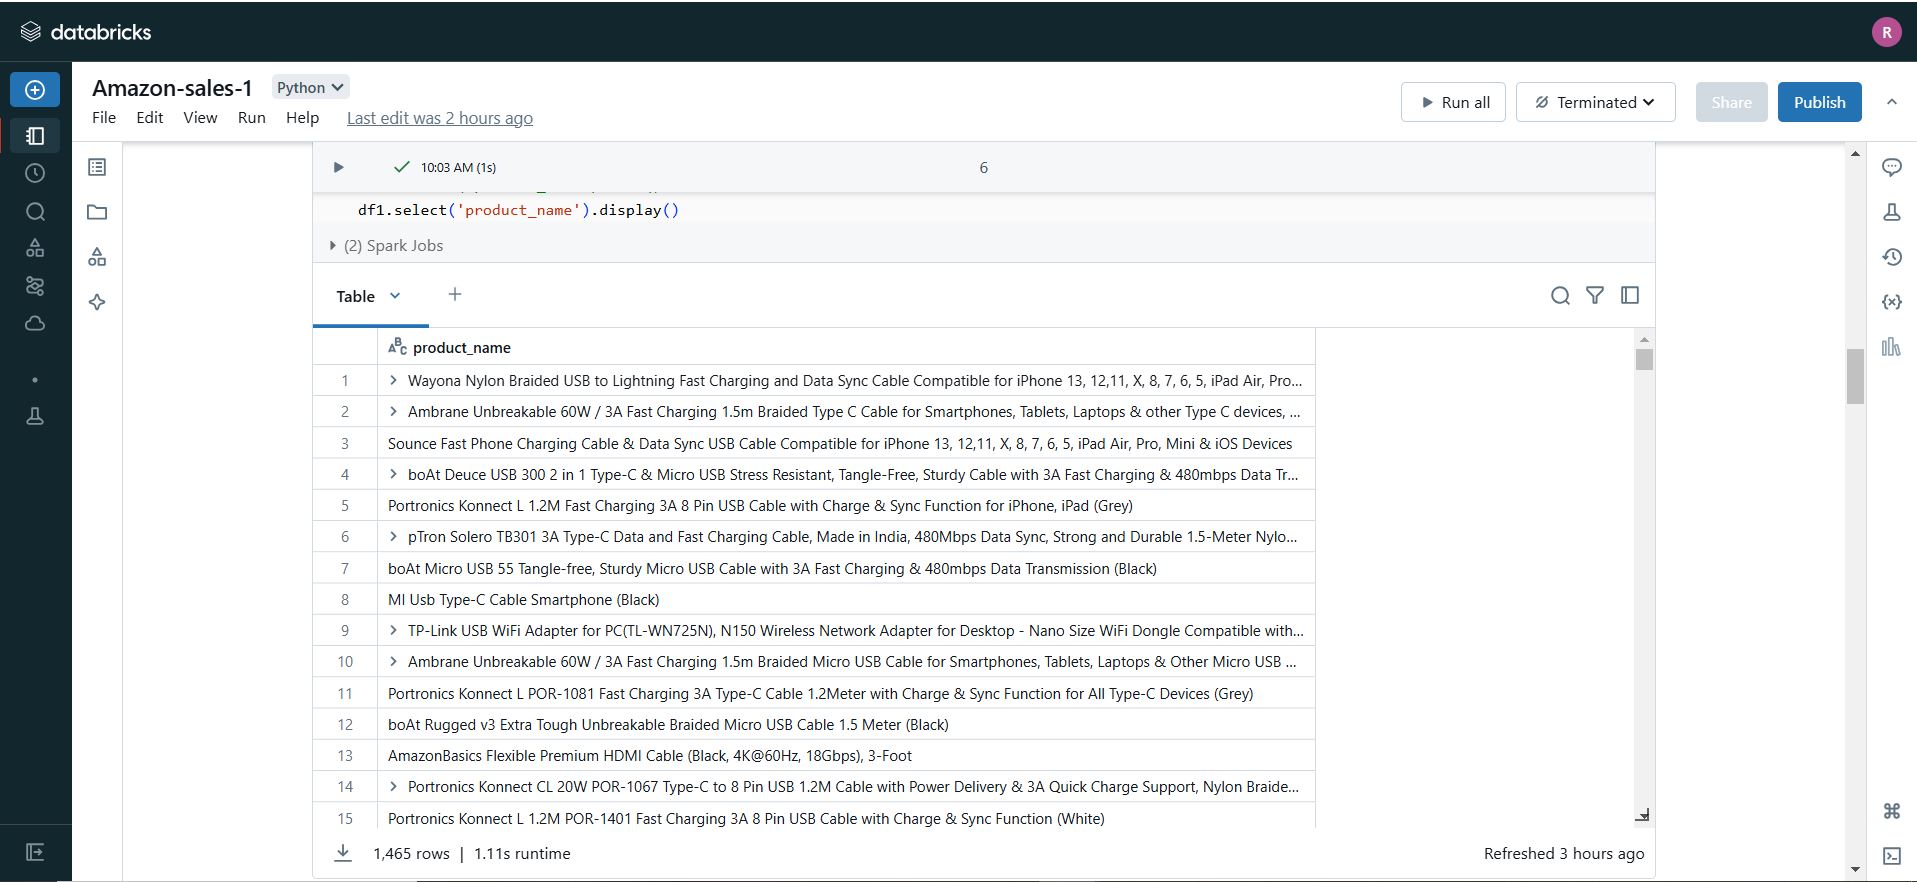 databricks
R
Amazon-sales-1 Python
Run all Terminated Share Publish
File Edit View Run Help Last edit was 2 hours ago
10:03 AM (1s) 6
df1.select('product_name').display()
(2) Spark Jobs
Table +
ABC product_name
1 Wayona Nylon Braided USB to Lightning Fast Charging and Data Sync Cable Compatible for iPhone 13, 12,11, X, 8, 7, 6, 5, iPad Air, Pro...
2 Ambrane Unbreakable 60W / 3A Fast Charging 1.5m Braided Type C Cable for Smartphones, Tablets, Laptops & other Type C devices, ...
3 Sounce Fast Phone Charging Cable & Data Sync USB Cable Compatible for iPhone 13, 12,11, X, 8, 7, 6, 5, iPad Air, Pro, Mini & iOS Devices
4 boAt Deuce USB 300 2 in 1 Type-C & Micro USB Stress Resistant, Tangle-Free, Sturdy Cable with 3A Fast Charging & 480mbps Data Tr...
5 Portronics Konnect L 1.2M Fast Charging 3A 8 Pin USB Cable with Charge & Sync Function for iPhone, iPad (Grey)
6 pTron Solero TB301 3A Type-C Data and Fast Charging Cable, Made in India, 480Mbps Data Sync, Strong and Durable 1.5-Meter Nylo...
7 boAt Micro USB 55 Tangle-free, Sturdy Micro USB Cable with 3A Fast Charging & 480mbps Data Transmission (Black)
8 MI Usb Type-C Cable Smartphone (Black)
9 TP-Link USB WiFi Adapter for PC(TL-WN725N), N150 Wireless Network Adapter for Desktop - Nano Size WiFi Dongle Compatible with...
10 Ambrane Unbreakable 60W / 3A Fast Charging 1.5m Braided Micro USB Cable for Smartphones, Tablets, Laptops & Other Micro USB ...
11 Portronics Konnect L POR-1081 Fast Charging 3A Type-C Cable 1.2Meter with Charge & Sync Function for All Type-C Devices (Grey)
12 boAt Rugged v3 Extra Tough Unbreakable Braided Micro USB Cable 1.5 Meter (Black)
13 AmazonBasics Flexible Premium HDMI Cable (Black, 4K@60Hz, 18Gbps), 3-Foot
14 Portronics Konnect CL 20W POR-1067 Type-C to 8 Pin USB 1.2M Cable with Power Delivery & 3A Quick Charge Support, Nylon Braide...
15 Portronics Konnect L 1.2M POR-1401 Fast Charging 3A 8 Pin USB Cable with Charge & Sync Function (White)
1,465 rows | 1.11s runtime Refreshed 3 hours ago